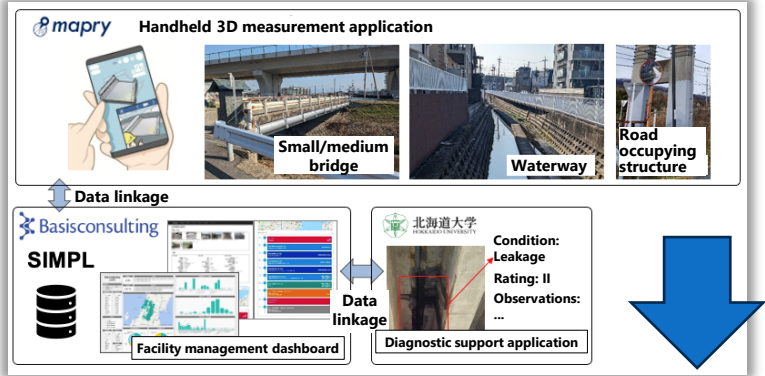 mapry
Handheld 3D measurement application
Small/medium
bridge
Waterway
Road
occupying
structure
Data linkage
Basisconsulting
SIMPL
Facility management dashboard
Data
linkage
北海道大学
HOKKAIDO UNIVERSITY
Condition:
Leakage
Rating: II
Observations:
...
Diagnostic support application